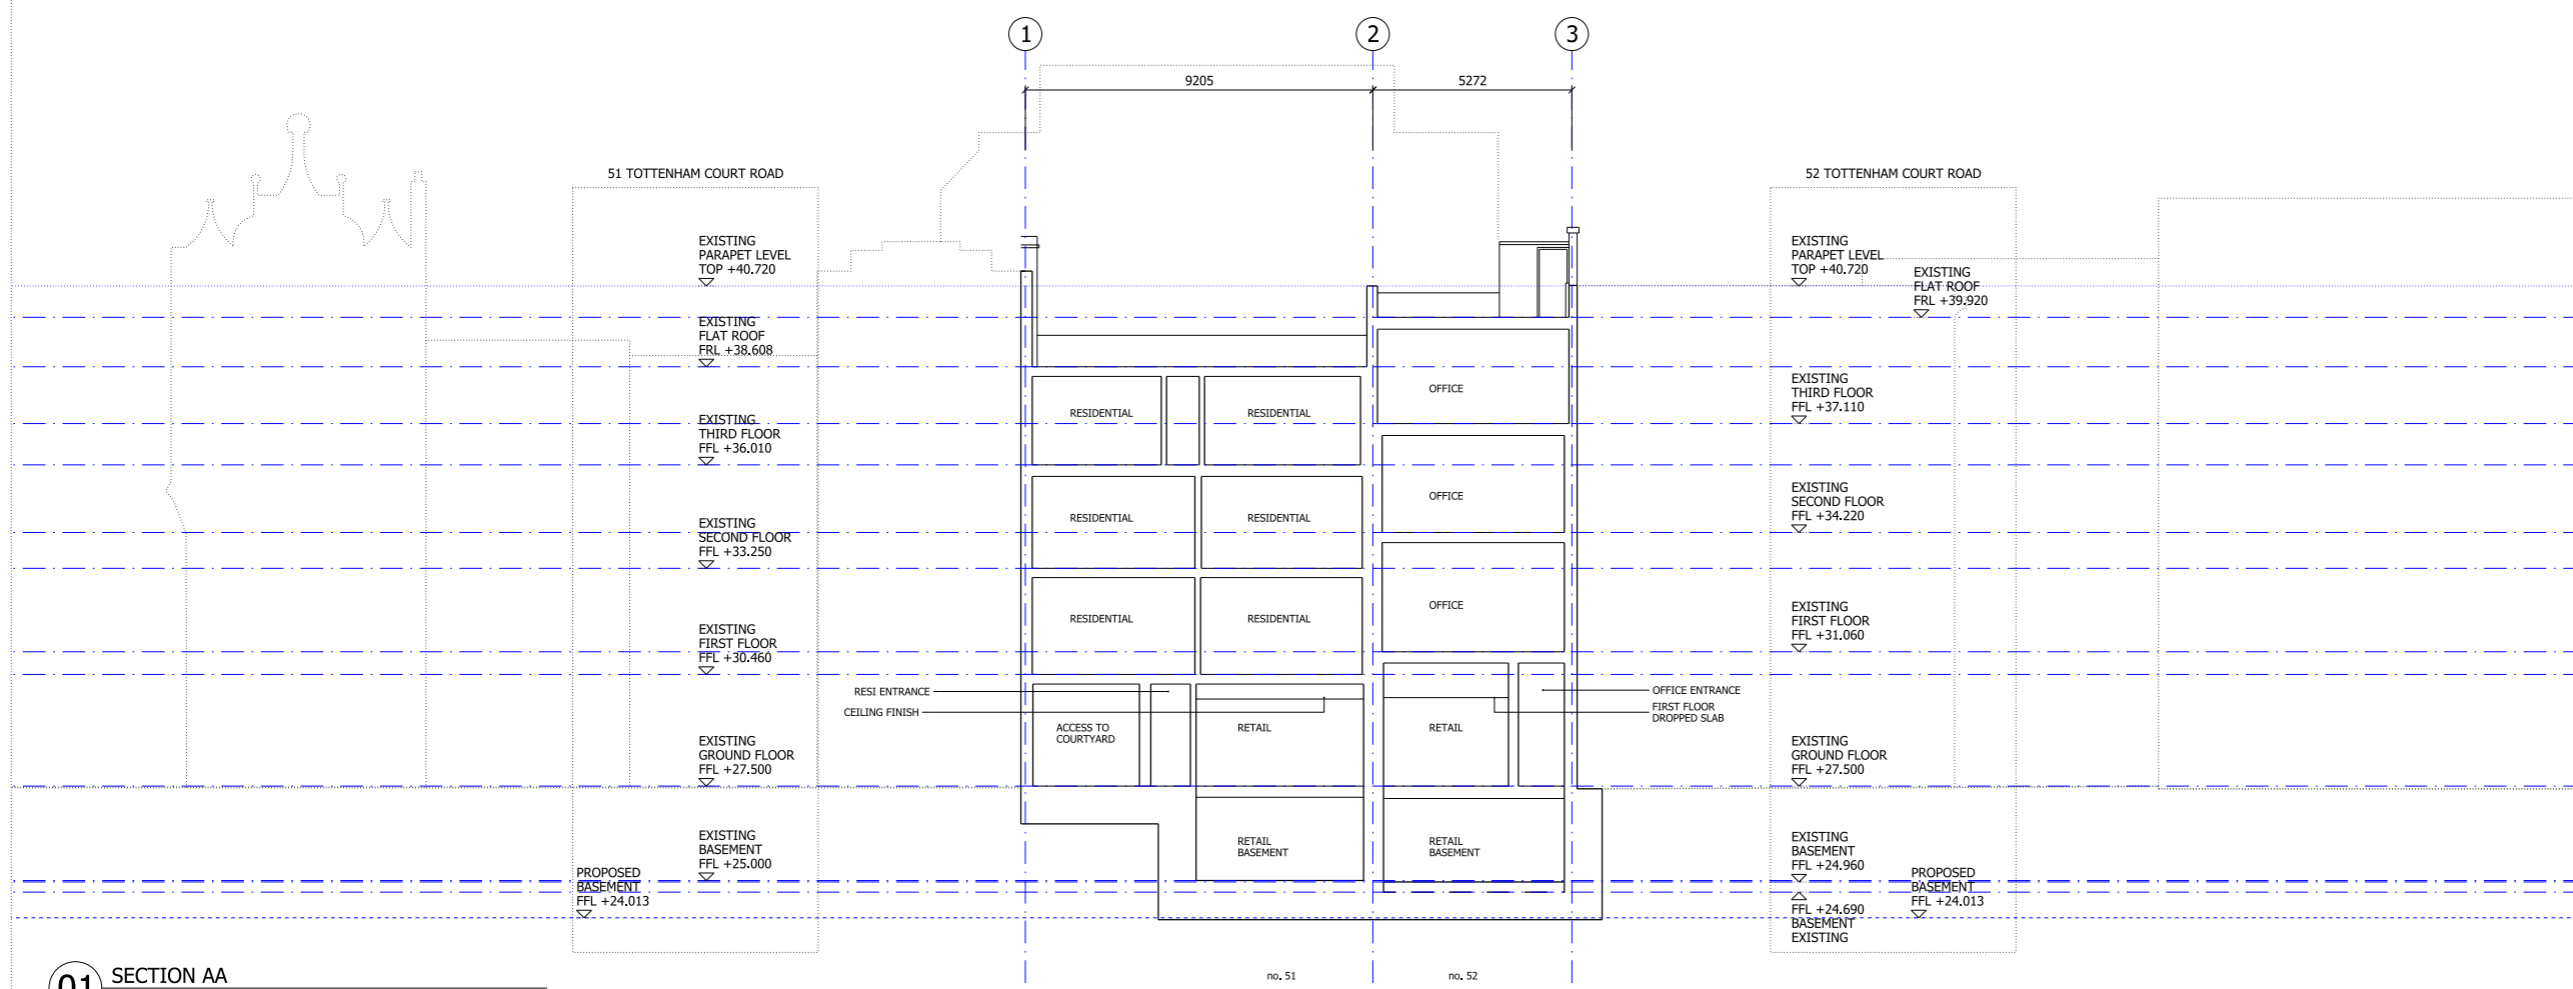 1
2
3
9205
5272
51 TOTTENHAM COURT ROAD
EXISTING
PARAPET LEVEL
TOP +40.720
EXISTING
FLAT ROOF
FRL +38.608
EXISTING
THIRD FLOOR
FFL +36.010
EXISTING
SECOND FLOOR
FFL +33.250
EXISTING
FIRST FLOOR
FFL +30.460
EXISTING
GROUND FLOOR
FFL +27.500
EXISTING
BASEMENT
FFL +25.000
PROPOSED
BASEMENT
FFL +24.013
RESIDENTIAL
RESIDENTIAL
OFFICE
RESIDENTIAL
RESIDENTIAL
OFFICE
RESIDENTIAL
RESIDENTIAL
OFFICE
RESI ENTRANCE
CEILING FINISH
ACCESS TO
COURTYARD
RETAIL
RETAIL
OFFICE ENTRANCE
FIRST FLOOR
DROPPED SLAB
RETAIL
BASEMENT
RETAIL
BASEMENT
52 TOTTENHAM COURT ROAD
EXISTING
PARAPET LEVEL
TOP +40.720
EXISTING
FLAT ROOF
FRL +39.920
EXISTING
THIRD FLOOR
FFL +37.110
EXISTING
SECOND FLOOR
FFL +34.220
EXISTING
FIRST FLOOR
FFL +31.060
EXISTING
GROUND FLOOR
FFL +27.500
EXISTING
BASEMENT
FFL +24.960
PROPOSED
BASEMENT
FFL +24.013
FFL +24.690
BASEMENT
EXISTING
no. 51
no. 52
01
SECTION AA